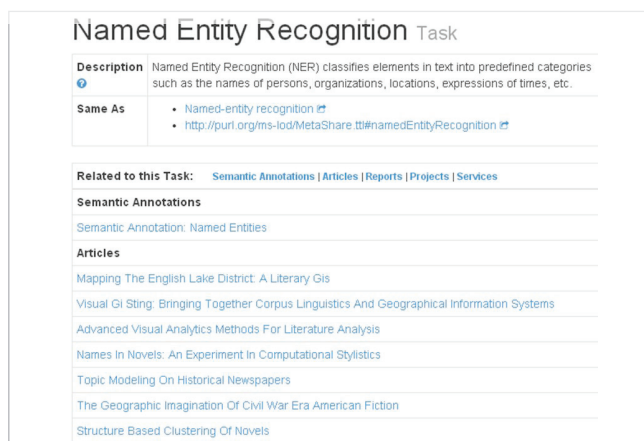 Named Entity Recognition Task
Description Named Entity Recognition (NER) classifies elements in text into predefined categories
such as the names of persons, organizations, locations, expressions of times, etc.
Same As
Named-entity recognition
http://purl.org/ms-lod/MetaShare.ttl#namedEntityRecognition
Related to this Task: Semantic Annotations | Articles | Reports | Projects | Services
Semantic Annotations
Semantic Annotation: Named Entities
Articles
Mapping The English Lake District: A Literary Gis
Visual Gi Sting: Bringing Together Corpus Linguistics And Geographical Information Systems
Advanced Visual Analytics Methods For Literature Analysis
Names In Novels: An Experiment In Computational Stylistics
Topic Modeling On Historical Newspapers
The Geographic Imagination Of Civil War Era American Fiction
Structure Based Clustering Of Novels